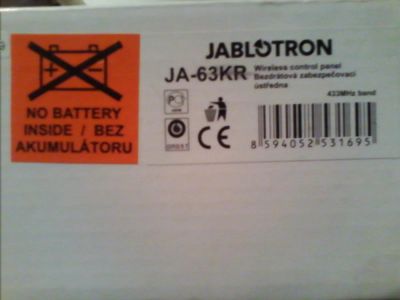 JABLOTRON
JA-63KR
Wireless control panel
Bezdrátová zabezpečovací
ústředna
433MHz band
NO BATTERY
INSIDE / BEZ
AKUMULÁTORU
CE
8 594052 531695